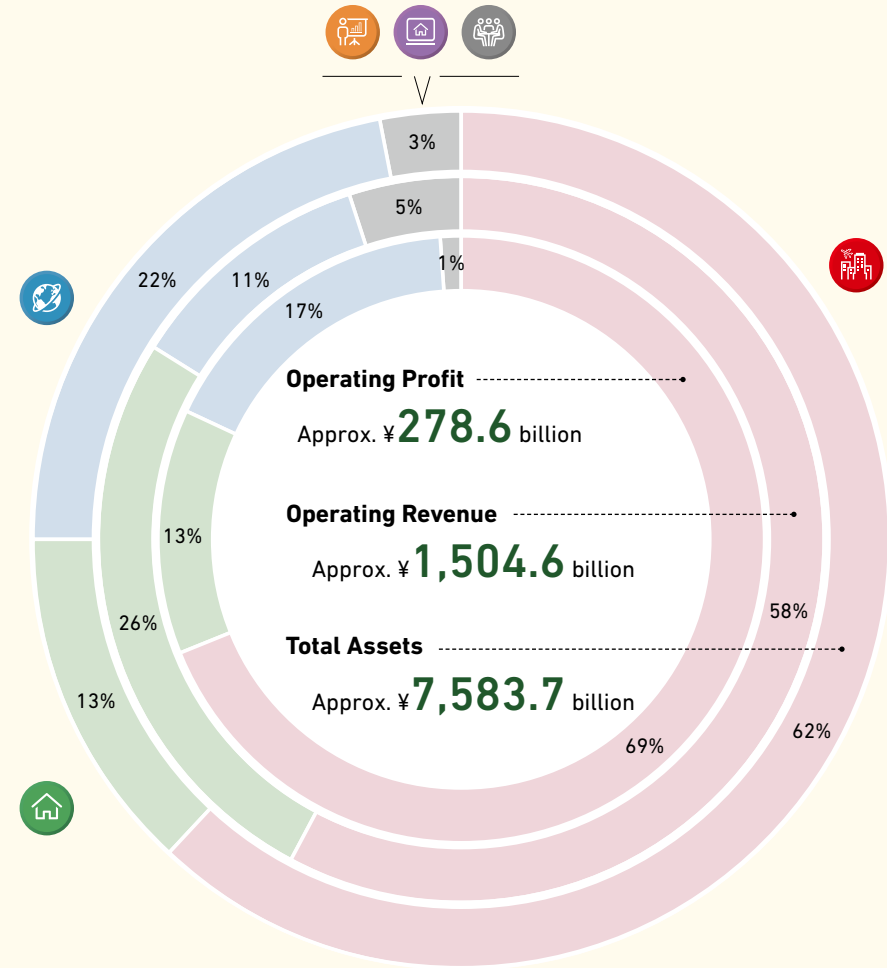 3%
5%
1%
22%
11%
17%
Operating Profit
Approx. ¥278.6 billion
Operating Revenue
Approx. ¥1,504.6 billion
13%
58%
26%
Total Assets
Approx. ¥7,583.7 billion
13%
62%
69%